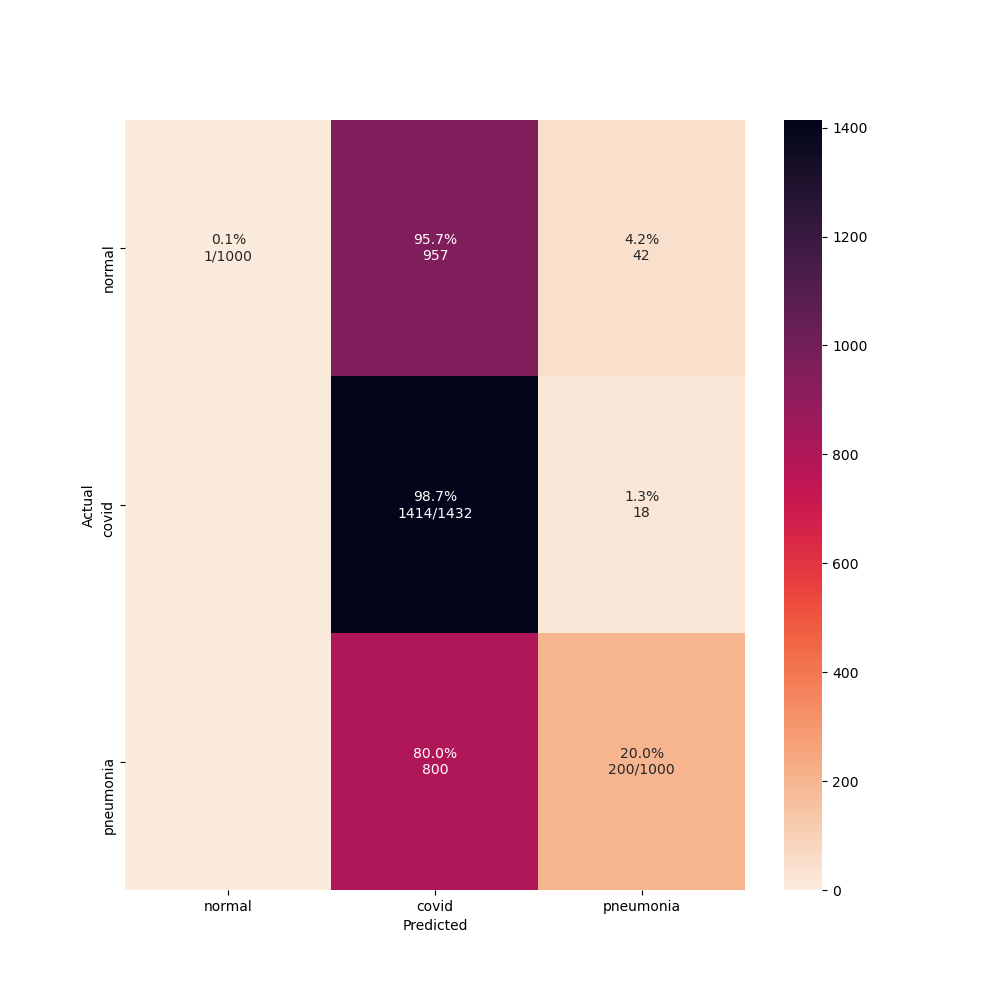 0.1%
1/1000
95.7%
957
4.2%
42
98.7%
1414/1432
1.3%
18
80.0%
800
20.0%
200/1000
normal
covid
pneumonia
Actual
normal
covid
pneumonia
Predicted
1400
1200
1000
800
600
400
200
0